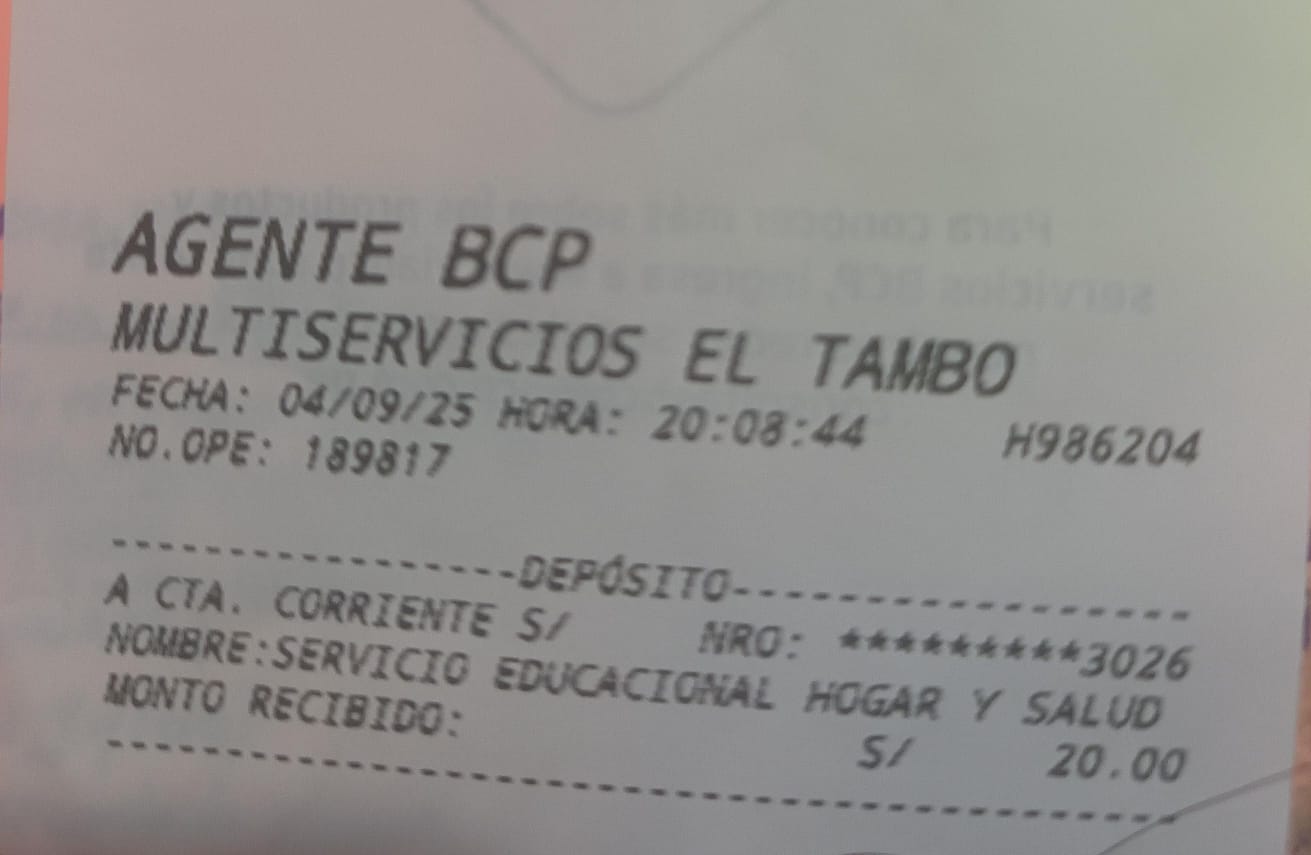 AGENTE BCP
MULTISERVICIOS EL TAMBO
FECHA: 04/09/25 HORA: 20:08:44 H986204
NO.OPE: 189817
----------------DEPÓSITO------------------
A CTA. CORRIENTE S/ NRO: **********3026
NOMBRE:SERVICIO EDUCACIONAL HOGAR Y SALUD
MONTO RECIBIDO: S/ 20.00